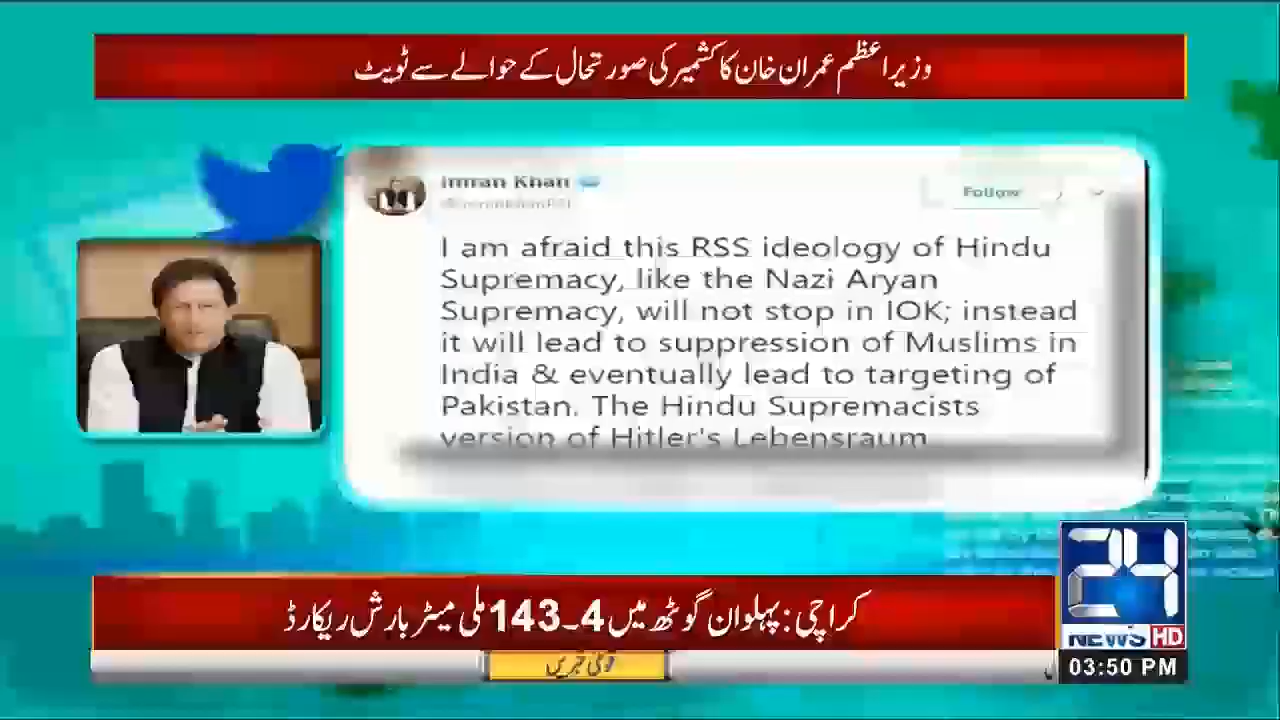 وزیراعظم عمران خان کا کشمیر کی صورتحال کے حوالے سے ٹویٹ
Imran Khan
Follow
I am afraid this RSS ideology of Hindu
Supremacy, like the Nazi Aryan
Supremacy, will not stop in IOK; instead
it will lead to suppression of Muslims in
India & eventually lead to targeting of
Pakistan. The Hindu Supremacists
version of Hitler's Lebensraum
24
NEWS HD
کراچی: پہلوان گوٹھ میں 143.4 ملی میٹر بارش ریکارڈ
قومی خبریں
03:50 PM